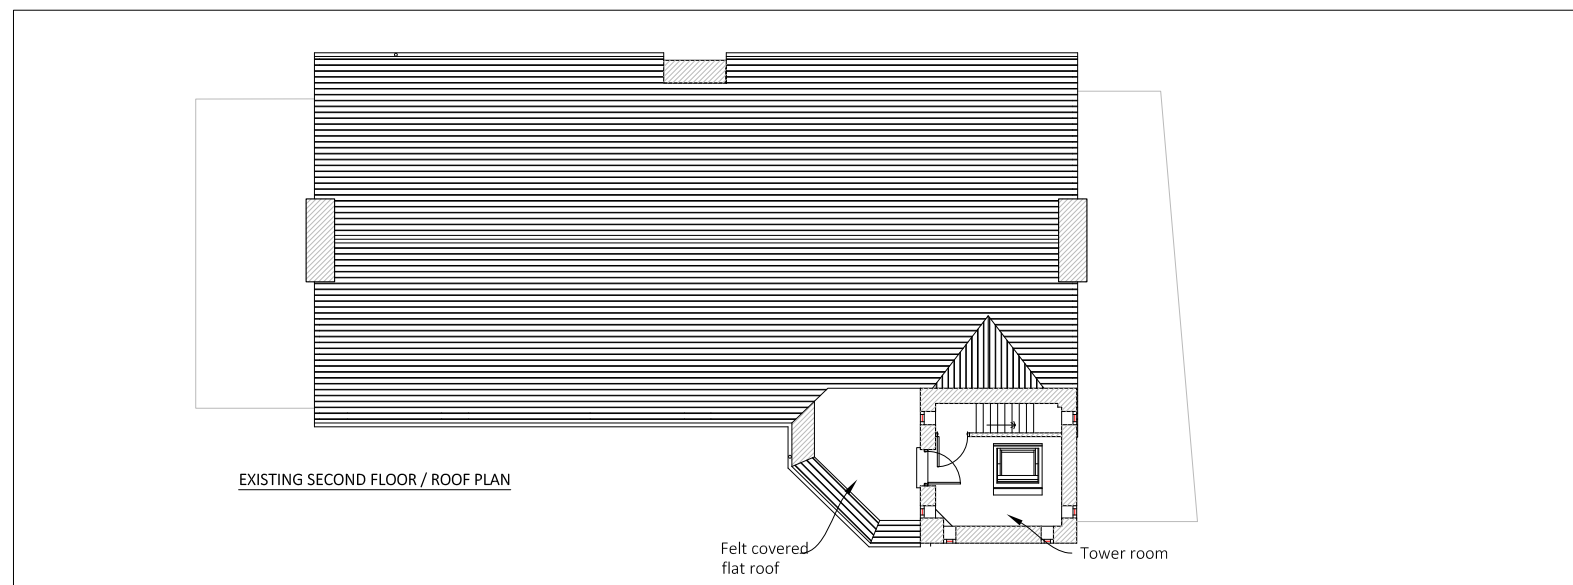 EXISTING SECOND FLOOR / ROOF PLAN
Felt covered
flat roof
Tower room